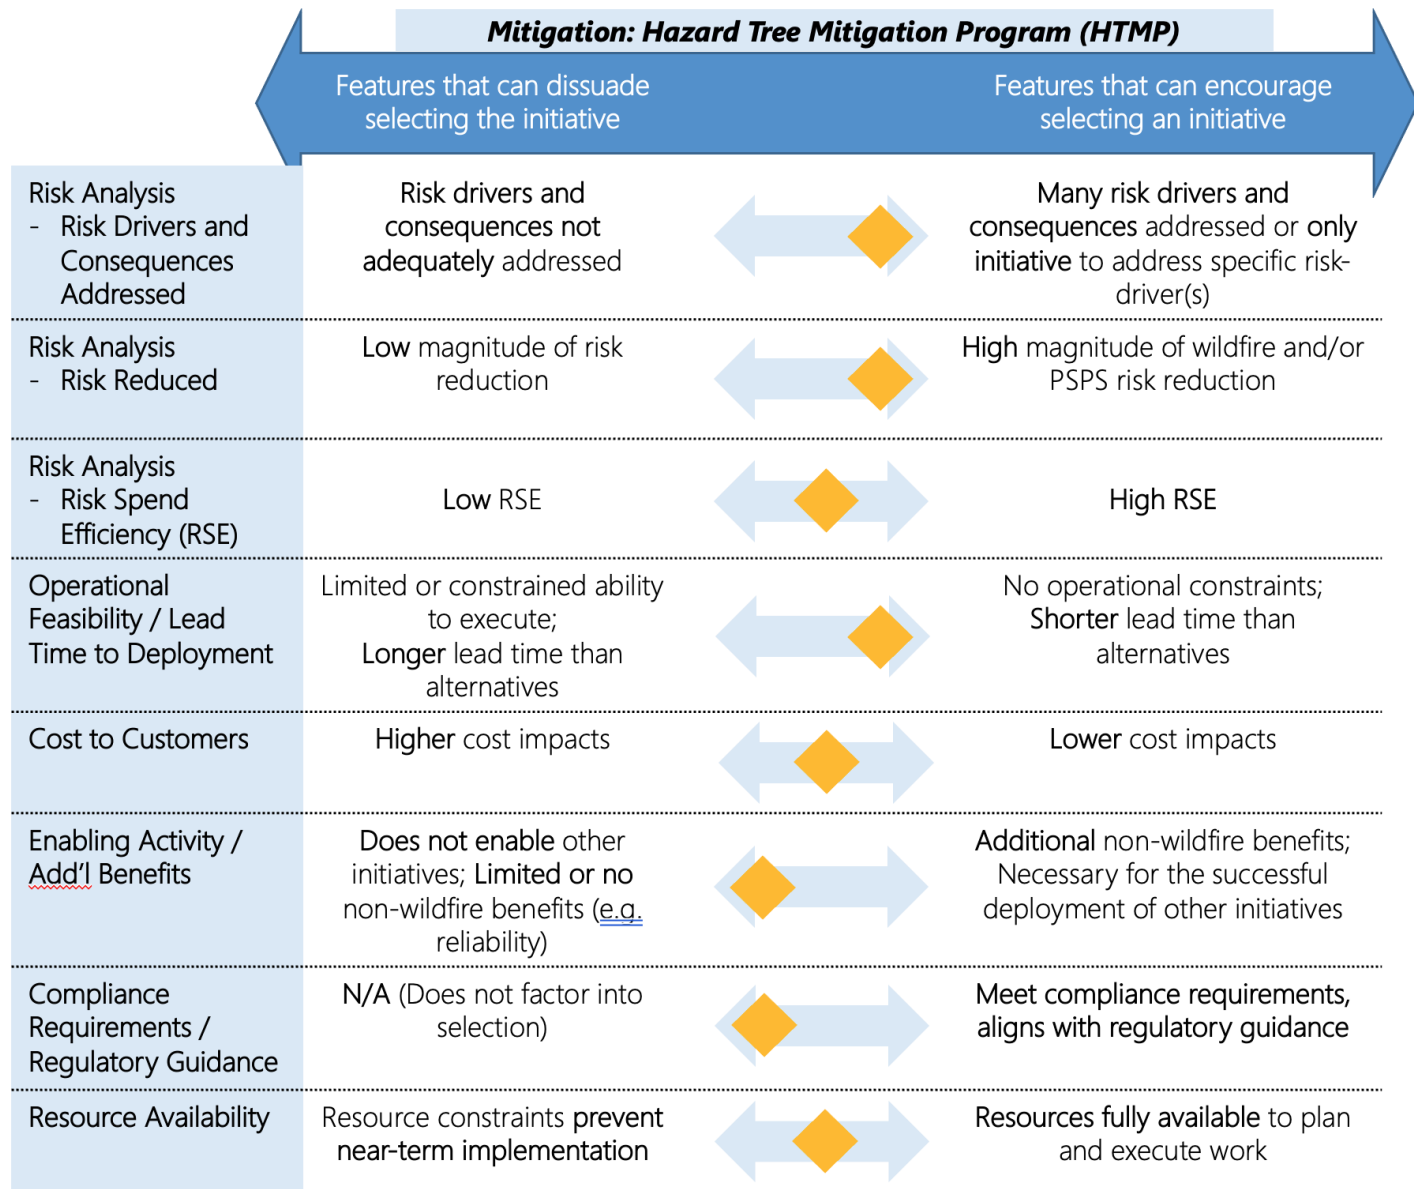 Mitigation: Hazard Tree Mitigation Program (HTMP)
Features that can dissuade
selecting the initiative
Features that can encourage
selecting an initiative
Risk Analysis
- Risk Drivers and
Consequences
Addressed
Risk drivers and
consequences not
adequately addressed
Many risk drivers and
consequences addressed or only
initiative to address specific risk-
driver(s)
Risk Analysis
- Risk Reduced
Low magnitude of risk
reduction
High magnitude of wildfire and/or
PSPS risk reduction
Risk Analysis
- Risk Spend
Efficiency (RSE)
Low RSE
High RSE
Operational
Feasibility / Lead
Time to Deployment
Limited or constrained ability
to execute;
Longer lead time than
alternatives
No operational constraints;
Shorter lead time than
alternatives
Cost to Customers
Higher cost impacts
Lower cost impacts
Enabling Activity /
Add'l Benefits
Does not enable other
initiatives; Limited or no
non-wildfire benefits (e.g.
reliability)
Additional non-wildfire benefits;
Necessary for the successful
deployment of other initiatives
Compliance
Requirements /
Regulatory Guidance
N/A (Does not factor into
selection)
Meet compliance requirements,
aligns with regulatory guidance
Resource Availability
Resource constraints prevent
near-term implementation
Resources fully available to plan
and execute work